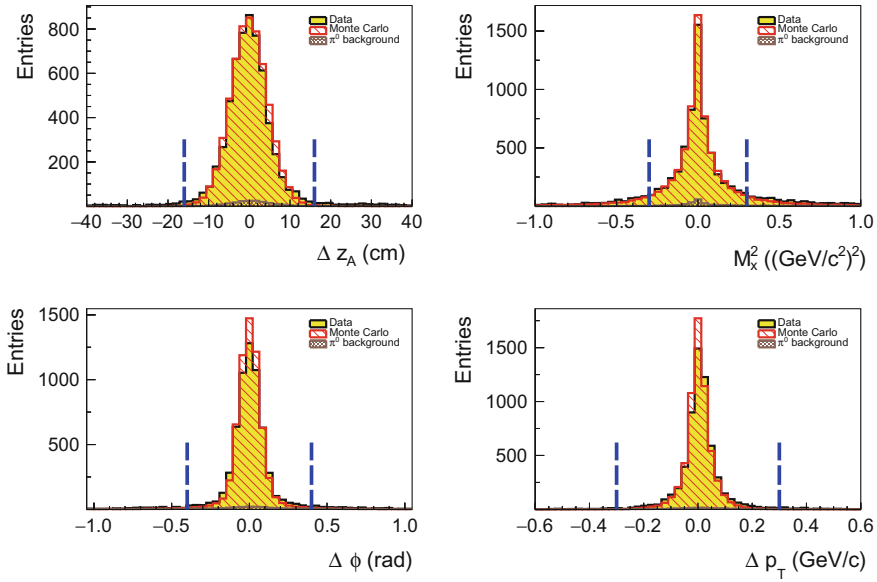 Entries
800
600
400
200
Data
Monte Carlo
π⁰ background
−40 −30 −20 −10 0 10 20 30 40
Δ z_A (cm)
Entries
1500
1000
500
Data
Monte Carlo
π⁰ background
−1.0 −0.5 0.0 0.5 1.0
M_x^2 ((GeV/c²)²)
Entries
1500
1000
500
Data
Monte Carlo
π⁰ background
−1.0 −0.5 0.0 0.5 1.0
Δ ϕ (rad)
Entries
1500
1000
500
Data
Monte Carlo
π⁰ background
−0.6 −0.4 −0.2 0.0 0.2 0.4 0.6
Δ p_T (GeV/c)